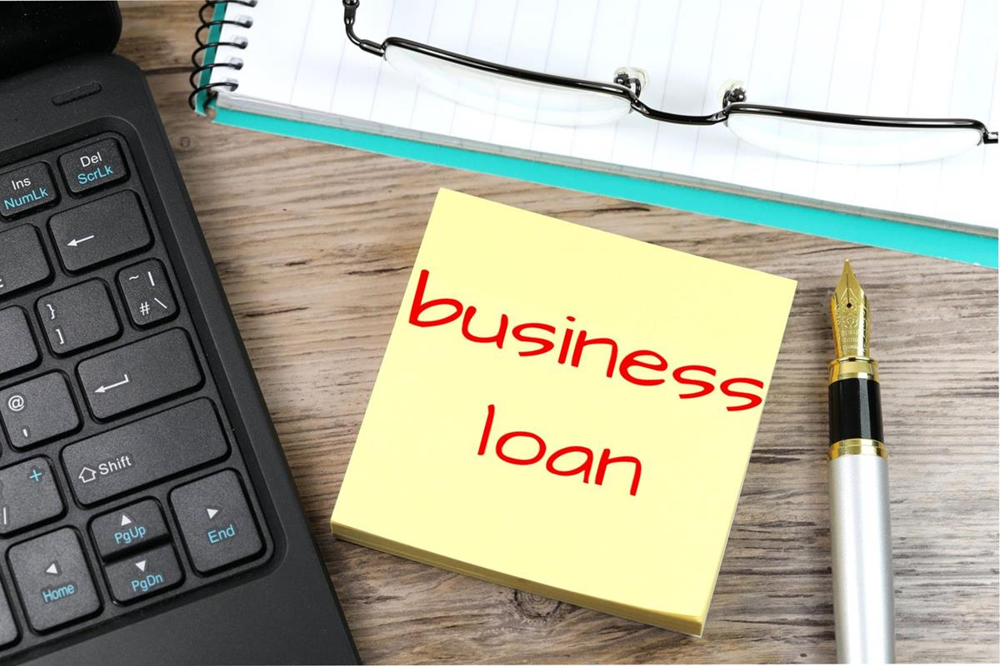 Ins
NumLk
Del
ScrLk
←
~ |
# \
}
]
@
'
Shift
+
/
PgUp
End
Home
PgDn
business
loan